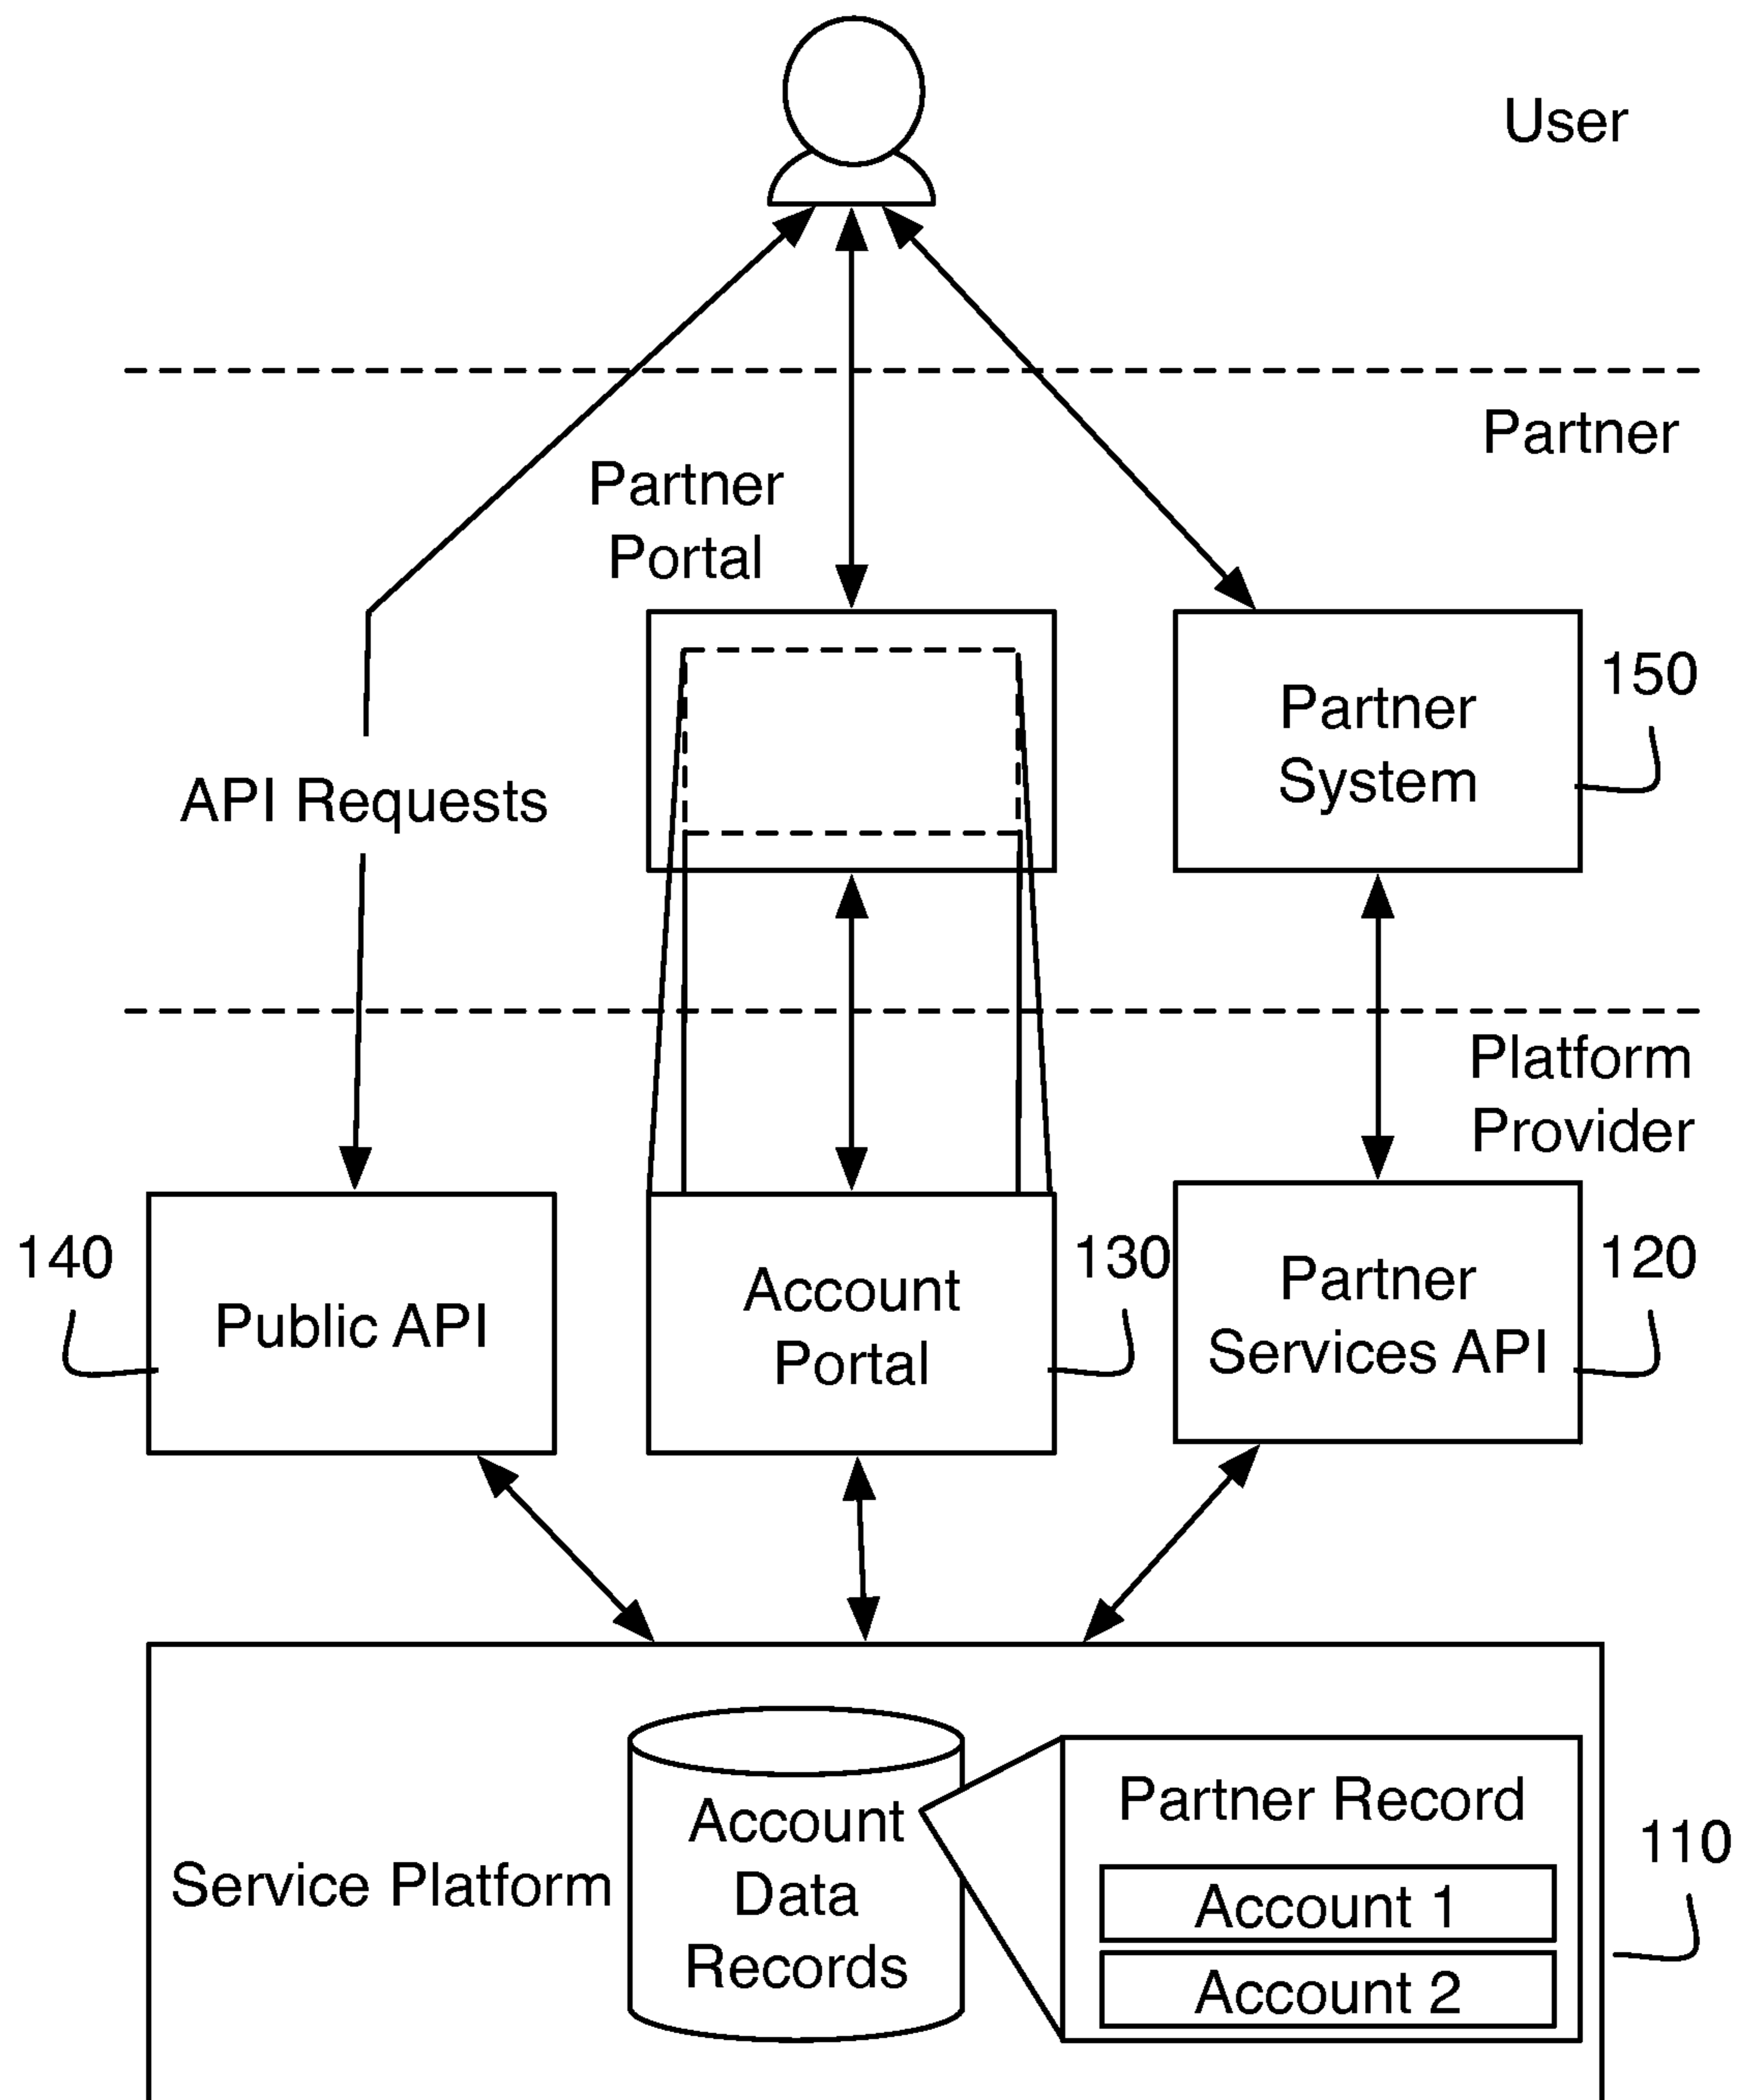 User
Partner
Partner
Portal
150
Partner
System
API Requests
Platform
Provider
140
Public API
130
Account
Portal
120
Partner
Services API
Service Platform
Account
Data
Records
Partner Record
Account 1
Account 2
110